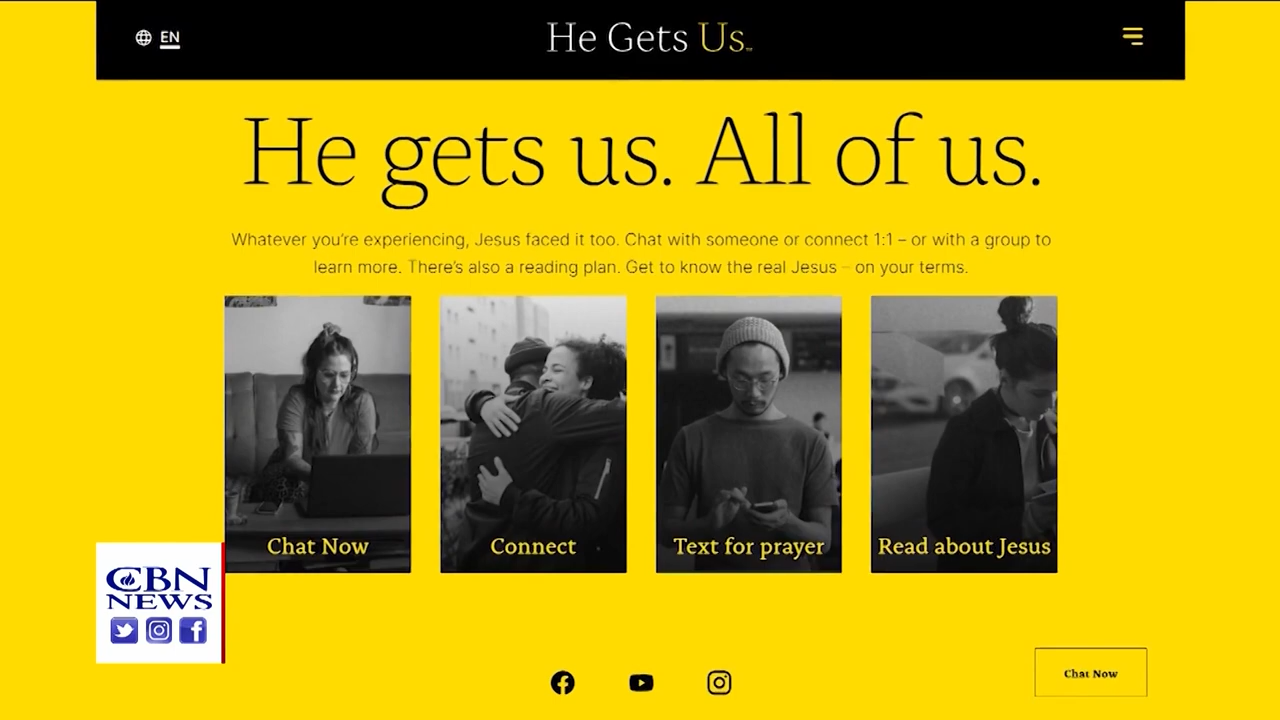 EN
He Gets Us.
He gets us. All of us.
Whatever you're experiencing, Jesus faced it too. Chat with someone or connect 1:1 – or with a group to
learn more. There's also a reading plan. Get to know the real Jesus – on your terms.
Chat Now
Connect
Text for prayer
Read about Jesus
CBN
NEWS
Chat Now